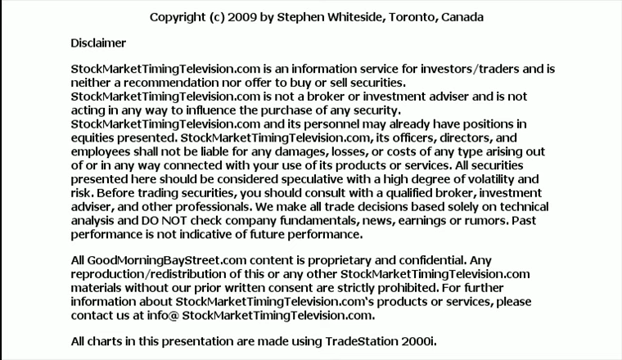 Copyright (c) 2009 by Stephen Whiteside, Toronto, Canada
Disclaimer
StockMarketTimingTelevision.com is an information service for investors/traders and is
neither a recommendation nor offer to buy or sell securities.
StockMarketTimingTelevision.com is not a broker or investment adviser and is not
acting in any way to influence the purchase of any security.
StockMarketTimingTelevision.com and its personnel may already have positions in
equities presented. StockMarketTimingTelevision.com, its officers, directors, and
employees shall not be liable for any damages, losses, or costs of any type arising out
of or in any way connected with your use of its products or services. All securities
presented here should be considered speculative with a high degree of volatility and
risk. Before trading securities, you should consult with a qualified broker, investment
adviser, and other professionals. We make all trade decisions based solely on technical
analysis and DO NOT check company fundamentals, news, earnings or rumors. Past
performance is not indicative of future performance.
All GoodMorningBayStreet.com content is proprietary and confidential. Any
reproduction/redistribution of this or any other StockMarketTimingTelevision.com
materials without our prior written consent are strictly prohibited. For further
information about StockMarketTimingTelevision.com's products or services, please
contact us at info@ StockMarketTimingTelevision.com.
All charts in this presentation are made using TradeStation 2000i.